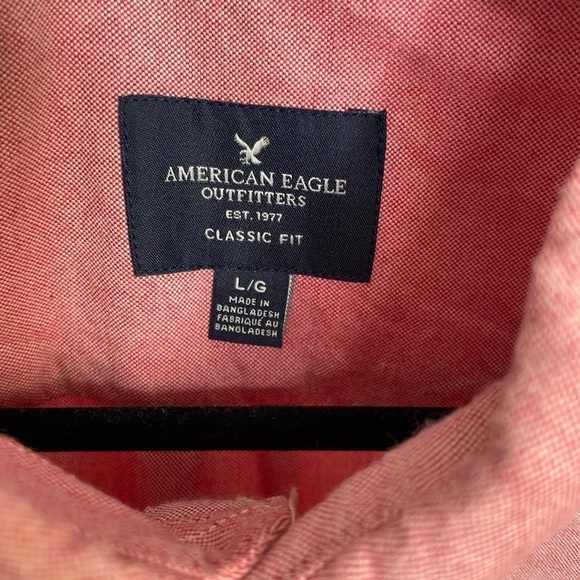 AMERICAN EAGLE
OUTFITTERS
EST. 1977
CLASSIC FIT
L/G
MADE IN
BANGLADESH
FABRIQUÉ AU
BANGLADESH